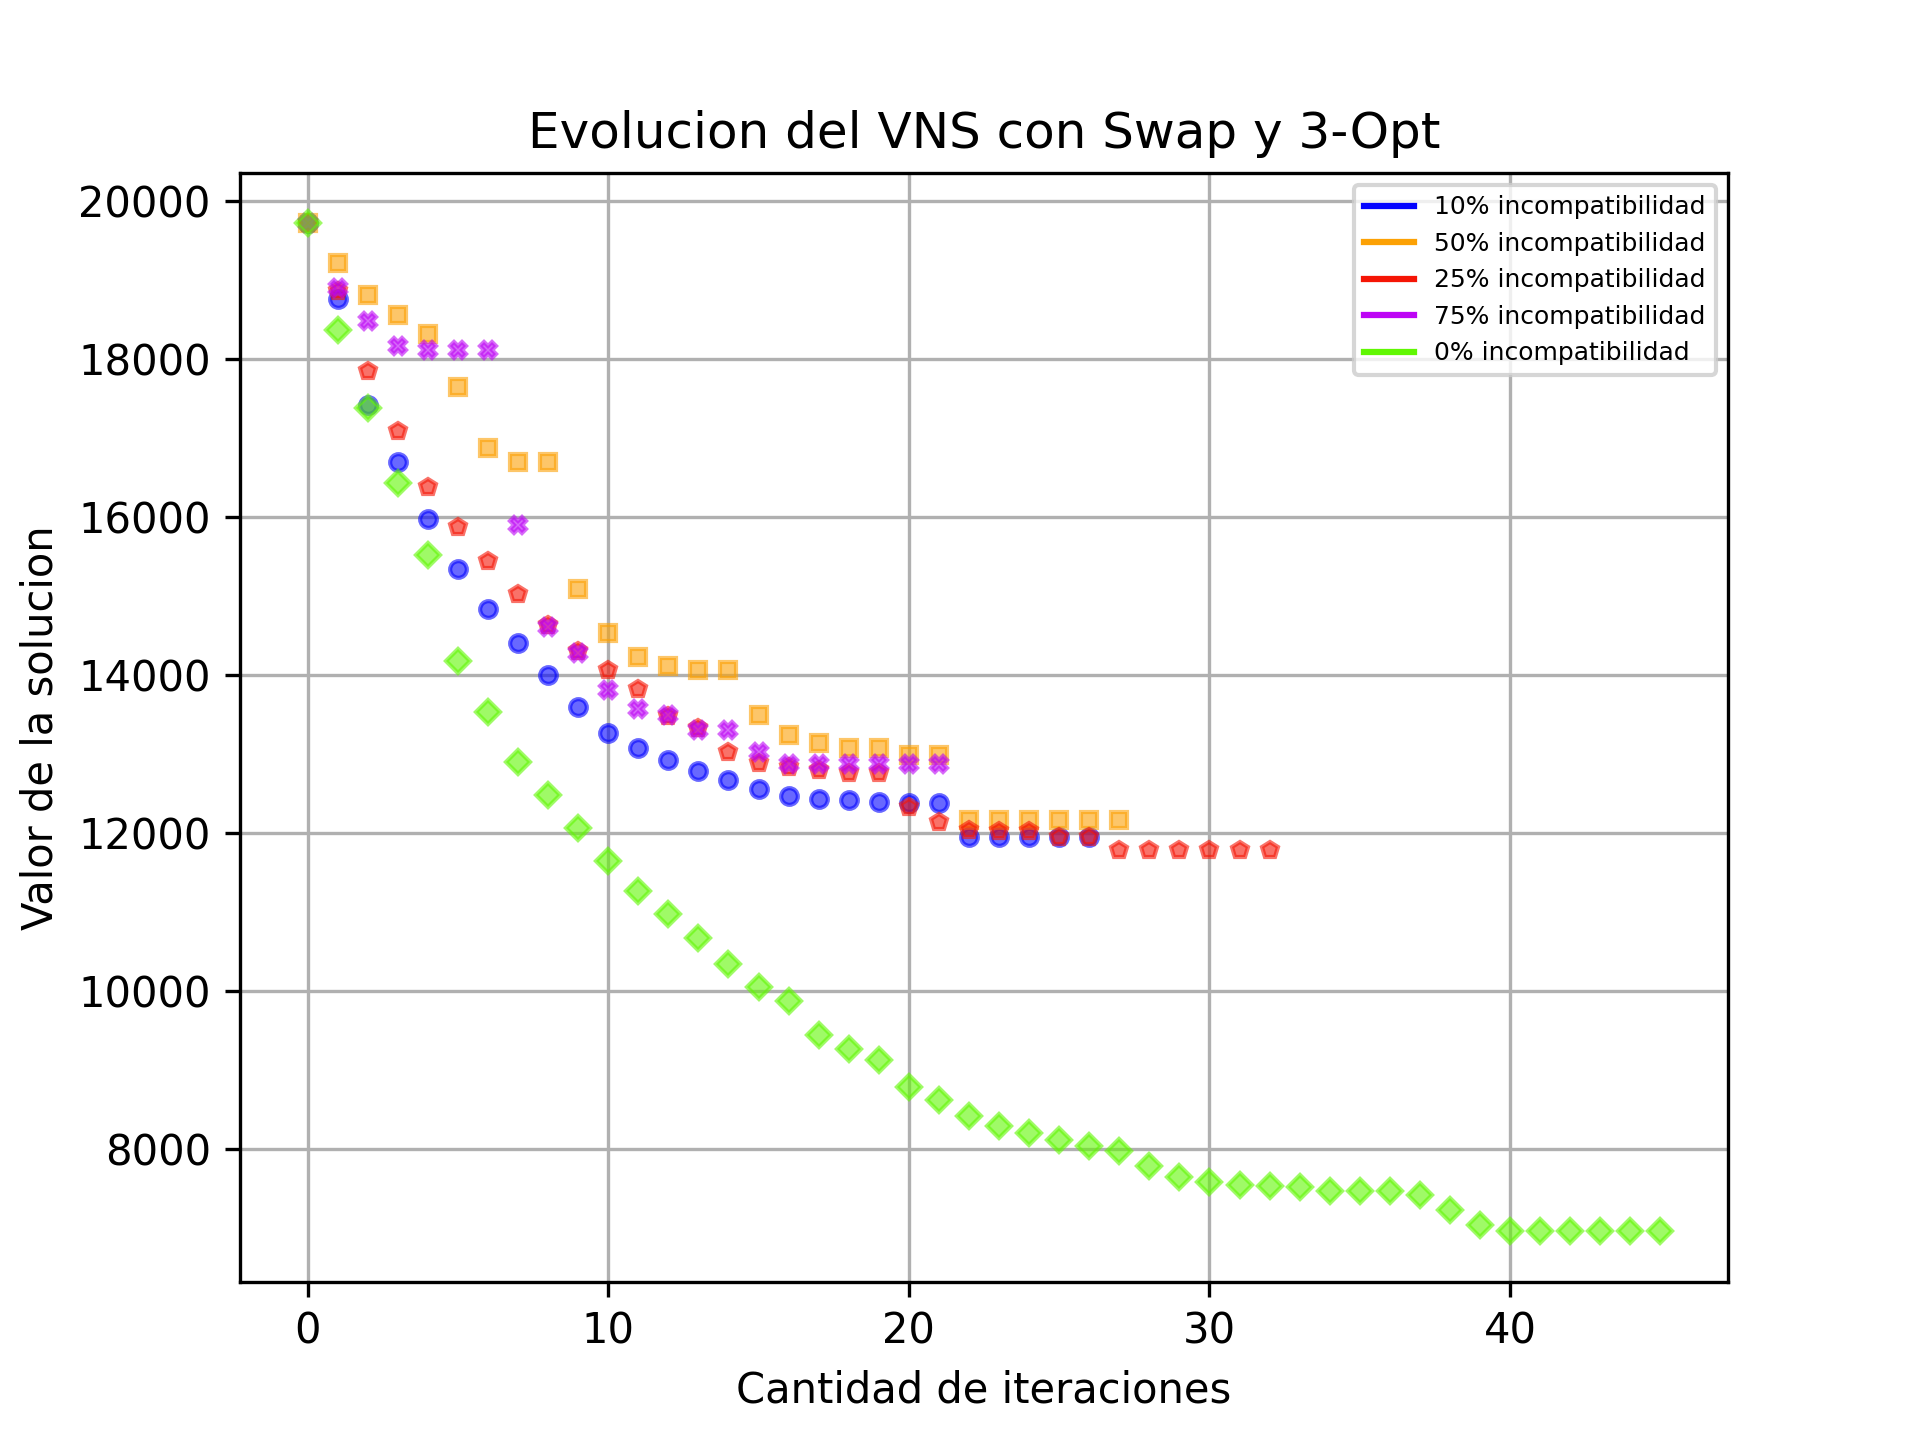 Evolucion del VNS con Swap y 3-Opt
20000
18000
16000
14000
12000
10000
8000
Valor de la solucion
10% incompatibilidad
50% incompatibilidad
25% incompatibilidad
75% incompatibilidad
0% incompatibilidad
0 10 20 30 40
Cantidad de iteraciones